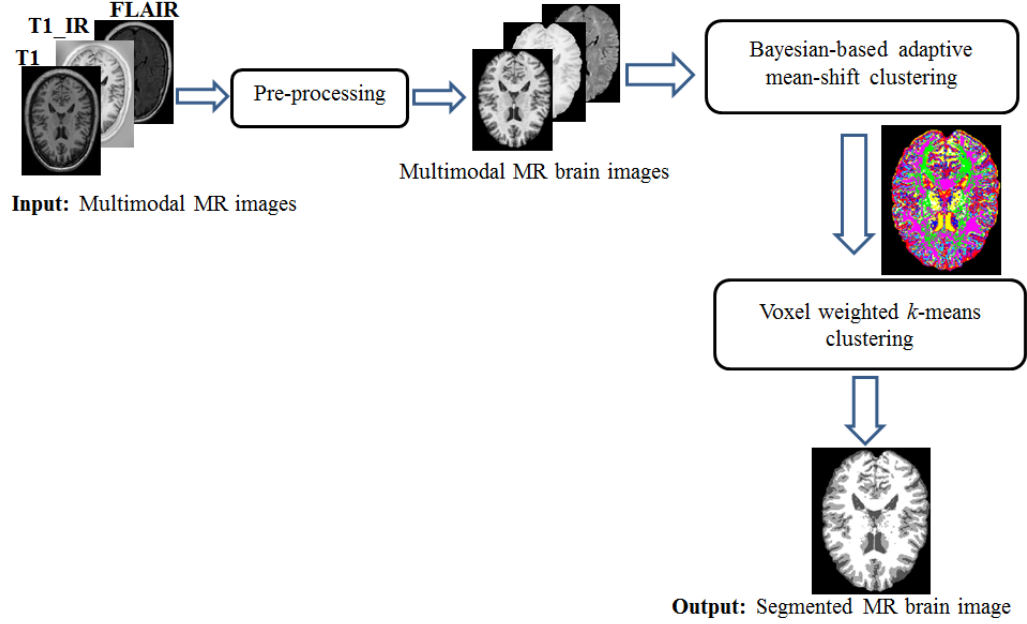 FLAIR
T1_IR
T1
Pre-processing
Bayesian-based adaptive
mean-shift clustering
Multimodal MR brain images
Input: Multimodal MR images
Voxel weighted k-means
clustering
Output: Segmented MR brain image